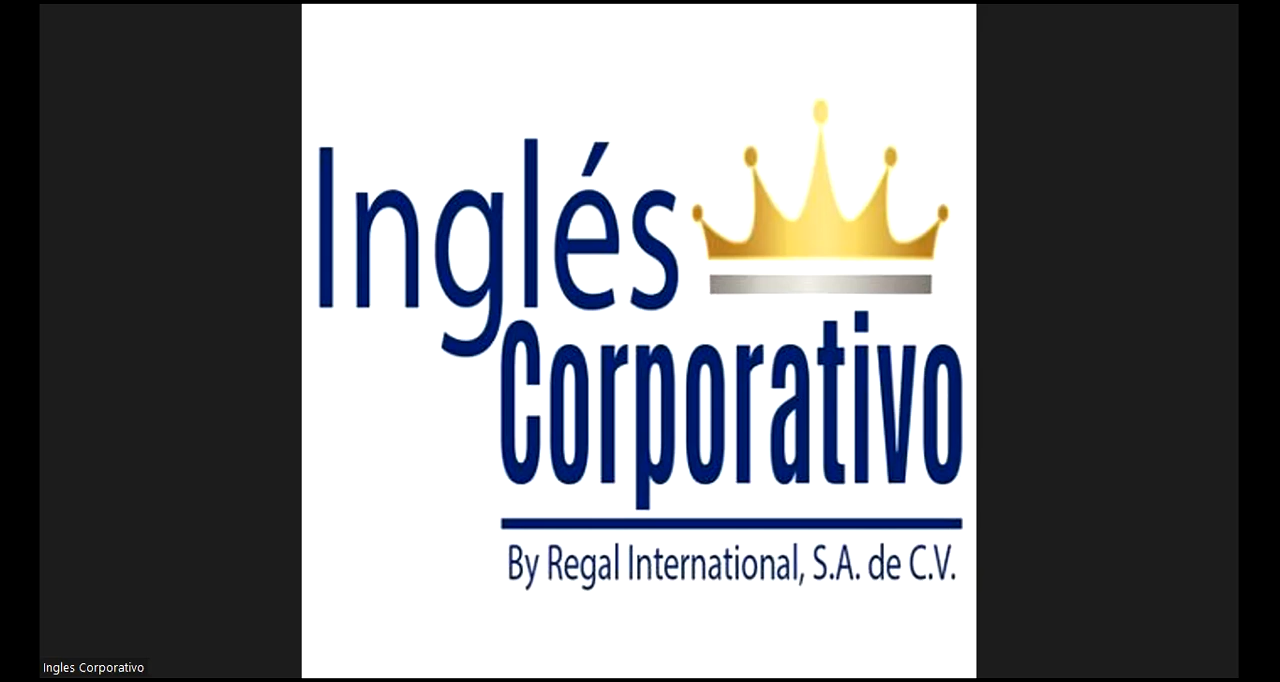 Inglés
Corporativo
By Regal International, S.A. de C.V.
Ingles Corporativo